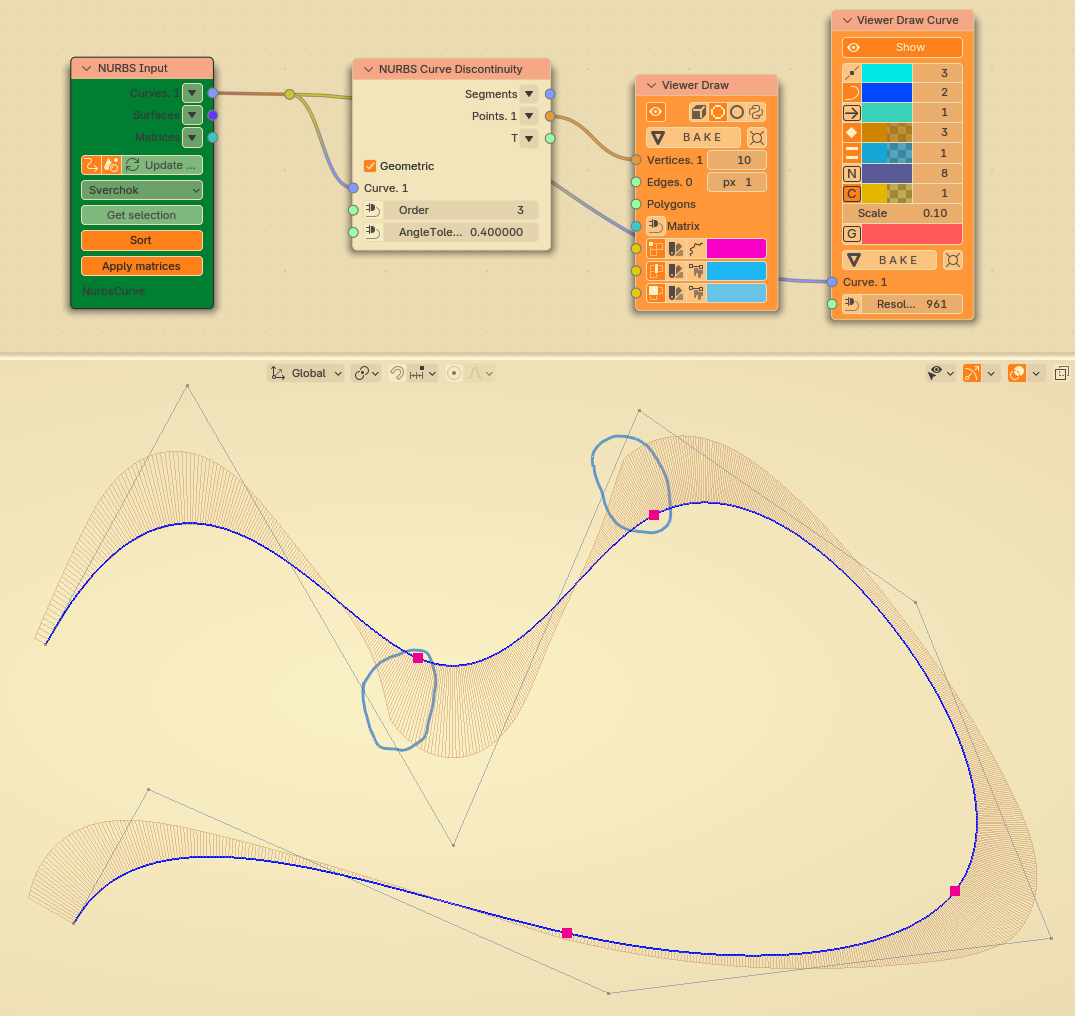 NURBS Input
Curves. 1
Surfaces
Matrices
Update ...
Sverchok
Get selection
Sort
Apply matrices
NurbsCurve
NURBS Curve Discontinuity
Segments
Points. 1
T
Geometric
Curve. 1
Order 3
AngleTole... 0.400000
Viewer Draw
BAKE
Vertices. 1 10
Edges. 0 px 1
Polygons
Matrix
Viewer Draw Curve
Show
3
2
1
3
1
N 8
C 1
Scale 0.10
G
BAKE
Curve. 1
Resol... 961
Global